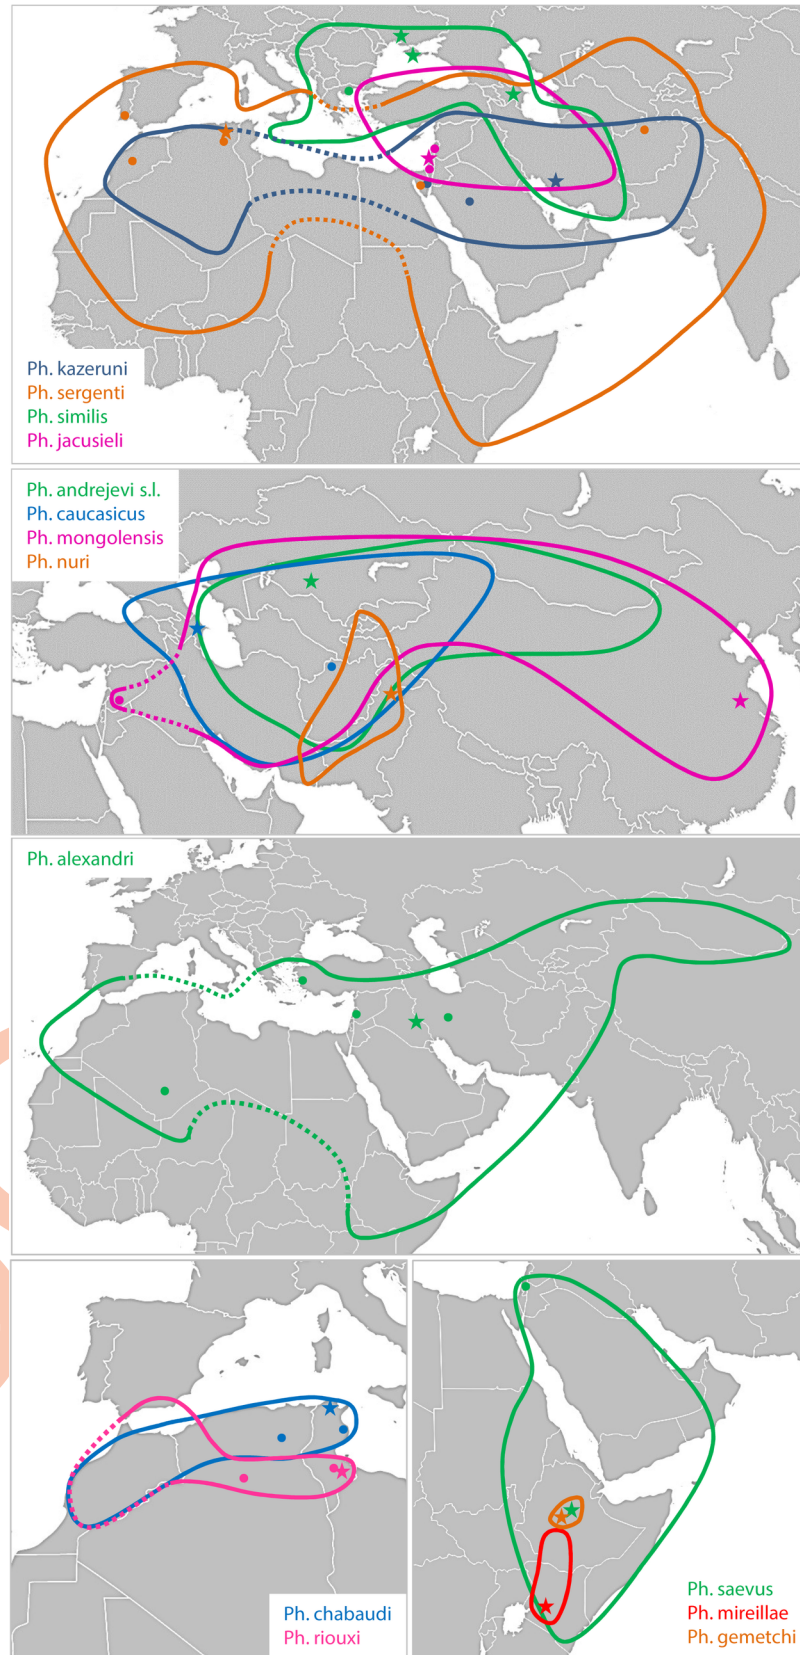 Ph. kazeruni
Ph. sergenti
Ph. similis
Ph. jacusieli
Ph. andrejevi s.l.
Ph. caucasicus
Ph. mongolensis
Ph. nuri
Ph. alexandri
Ph. chabaudi
Ph. riouxi
Ph. saevus
Ph. mireillae
Ph. gemetchi